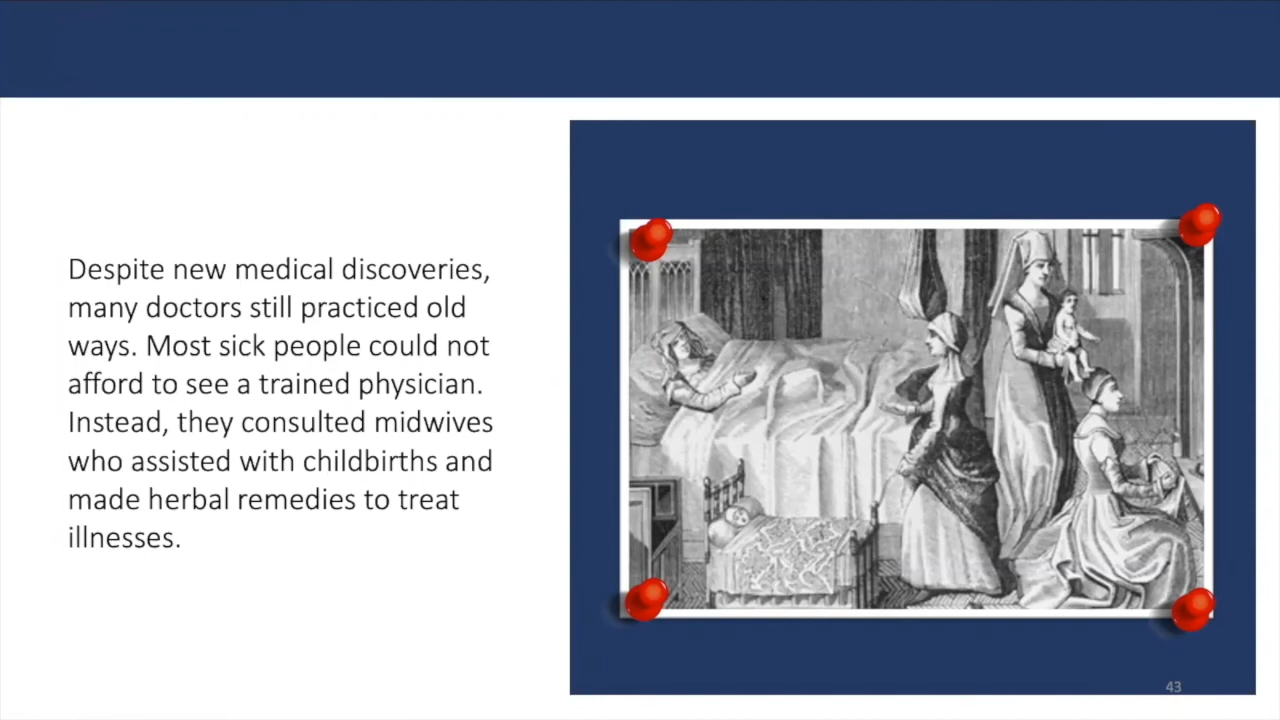 Despite new medical discoveries,
many doctors still practiced old
ways. Most sick people could not
afford to see a trained physician.
Instead, they consulted midwives
who assisted with childbirths and
made herbal remedies to treat
illnesses.
43